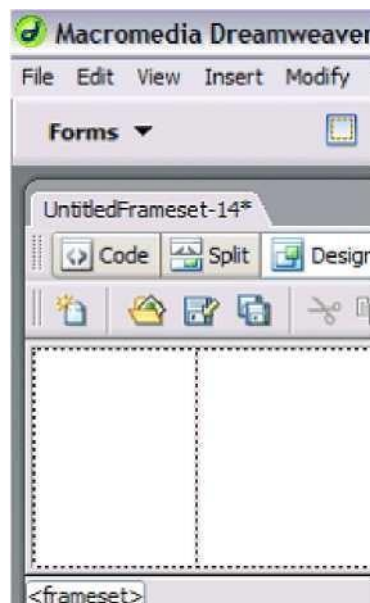 Macromedia Dreamweaver
File Edit View Insert Modify
Forms
UntitledFrameset-14*
Code Split Design
<frameset>